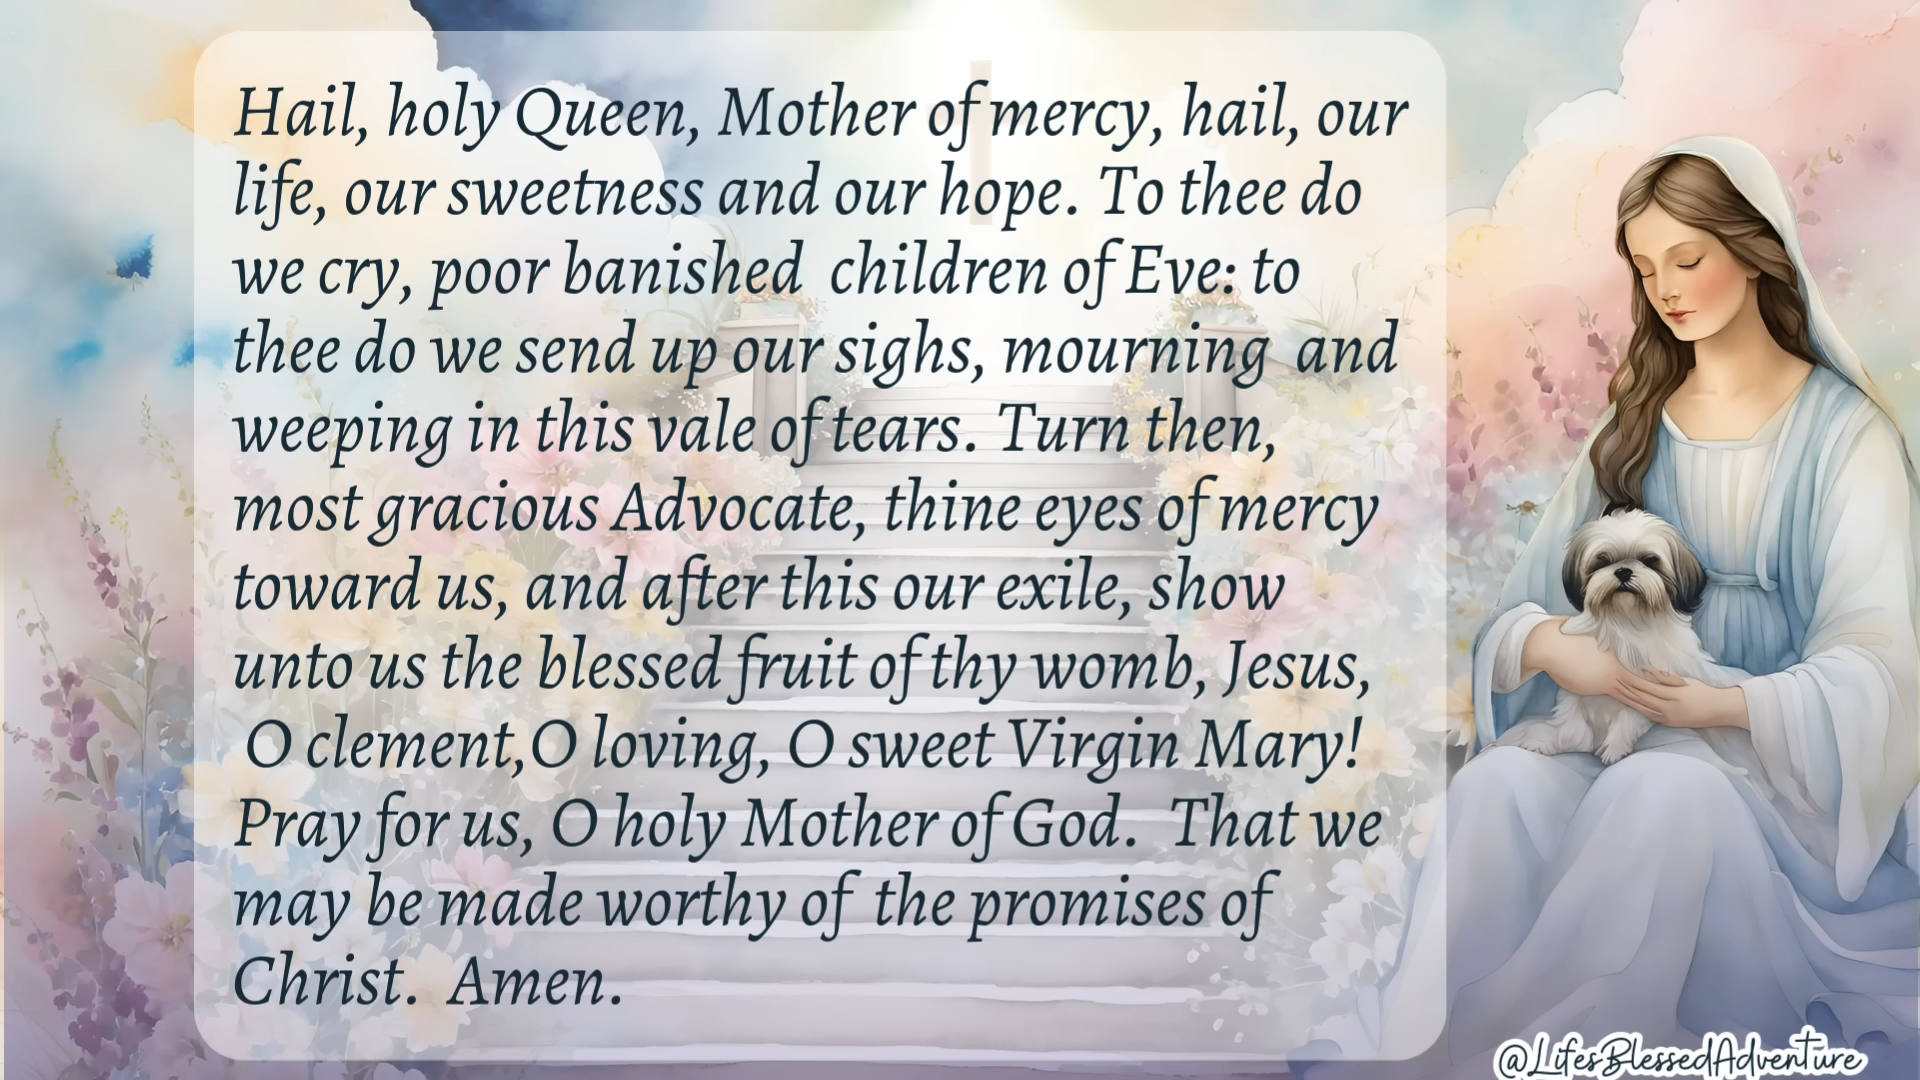 Hail, holy Queen, Mother of mercy, hail, our
life, our sweetness and our hope. To thee do
we cry, poor banished children of Eve: to
thee do we send up our sighs, mourning and
weeping in this vale of tears. Turn then,
most gracious Advocate, thine eyes of mercy
toward us, and after this our exile, show
unto us the blessed fruit of thy womb, Jesus,
O clement,O loving, O sweet Virgin Mary!
Pray for us, O holy Mother of God. That we
may be made worthy of the promises of
Christ. Amen.
@LifesBlessedAdventure